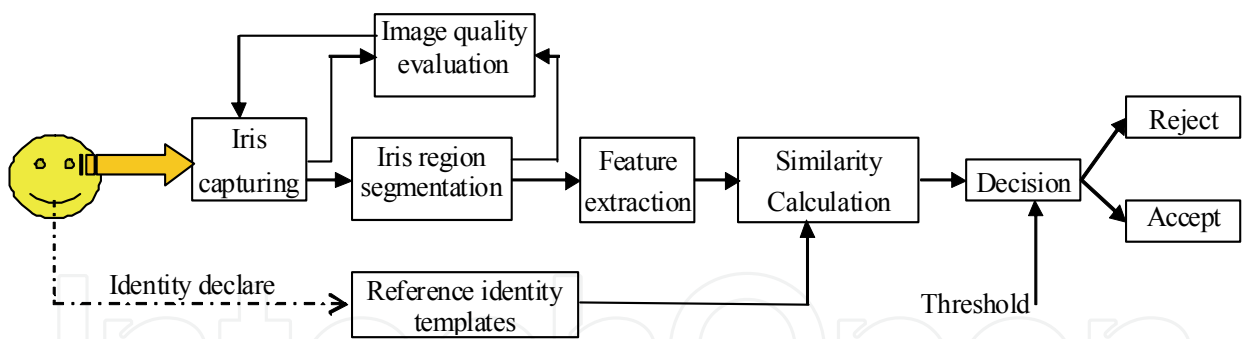 Image quality
evaluation
Iris
capturing
Iris region
segmentation
Feature
extraction
Similarity
Calculation
Decision
Reject
Accept
Identity declare
Reference identity
templates
Threshold